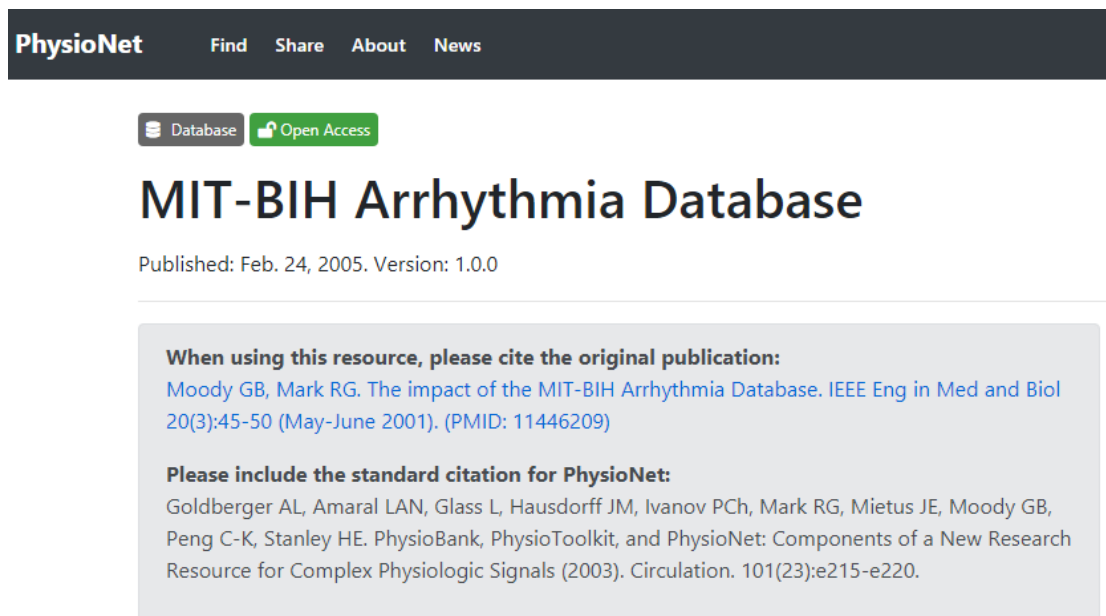 PhysioNet Find Share About News
Database Open Access
MIT-BIH Arrhythmia Database
Published: Feb. 24, 2005. Version: 1.0.0
When using this resource, please cite the original publication:
Moody GB, Mark RG. The impact of the MIT-BIH Arrhythmia Database. IEEE Eng in Med and Biol
20(3):45-50 (May-June 2001). (PMID: 11446209)
Please include the standard citation for PhysioNet:
Goldberger AL, Amaral LAN, Glass L, Hausdorff JM, Ivanov PCh, Mark RG, Mietus JE, Moody GB,
Peng C-K, Stanley HE. PhysioBank, PhysioToolkit, and PhysioNet: Components of a New Research
Resource for Complex Physiologic Signals (2003). Circulation. 101(23):e215-e220.